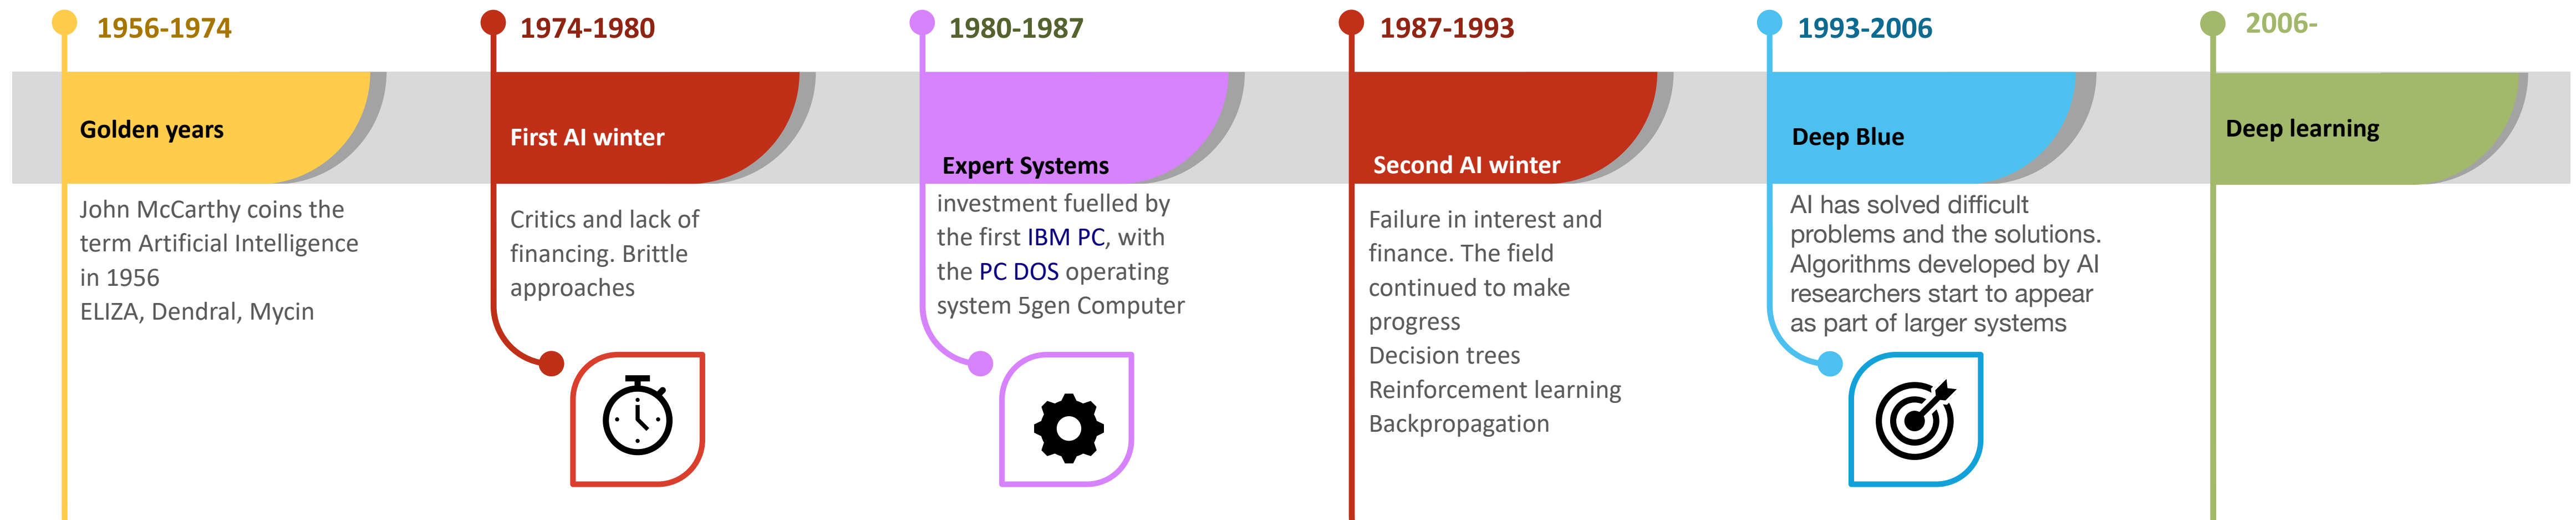 1956-1974
Golden years
John McCarthy coins the
term Artificial Intelligence
in 1956
ELIZA, Dendral, Mycin
1974-1980
First AI winter
Critics and lack of
financing. Brittle
approaches
1980-1987
Expert Systems
investment fuelled by
the first IBM PC, with
the PC DOS operating
system 5gen Computer
1987-1993
Second AI winter
Failure in interest and
finance. The field
continued to make
progress
Decision trees
Reinforcement learning
Backpropagation
1993-2006
Deep Blue
AI has solved difficult
problems and the solutions.
Algorithms developed by AI
researchers start to appear
as part of larger systems
2006-
Deep learning